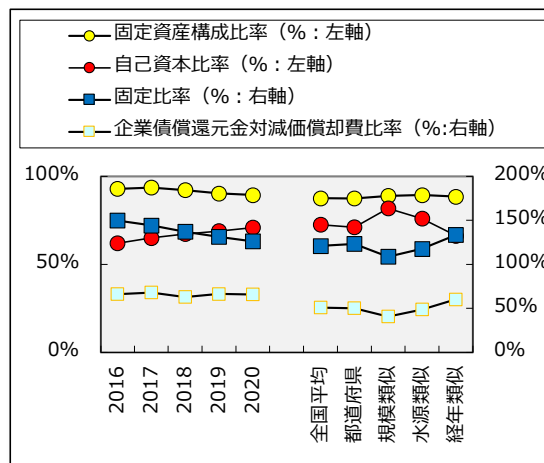 固定資産構成比率（%：左軸）
自己資本比率（%：左軸）
固定比率（%：右軸）
企業債償還元金対減価償却費比率（%:右軸）
100%
50%
0%
200%
150%
100%
50%
0%
2016
2017
2018
2019
2020
全国平均
都道府県
規模類似
水源類似
経年類似